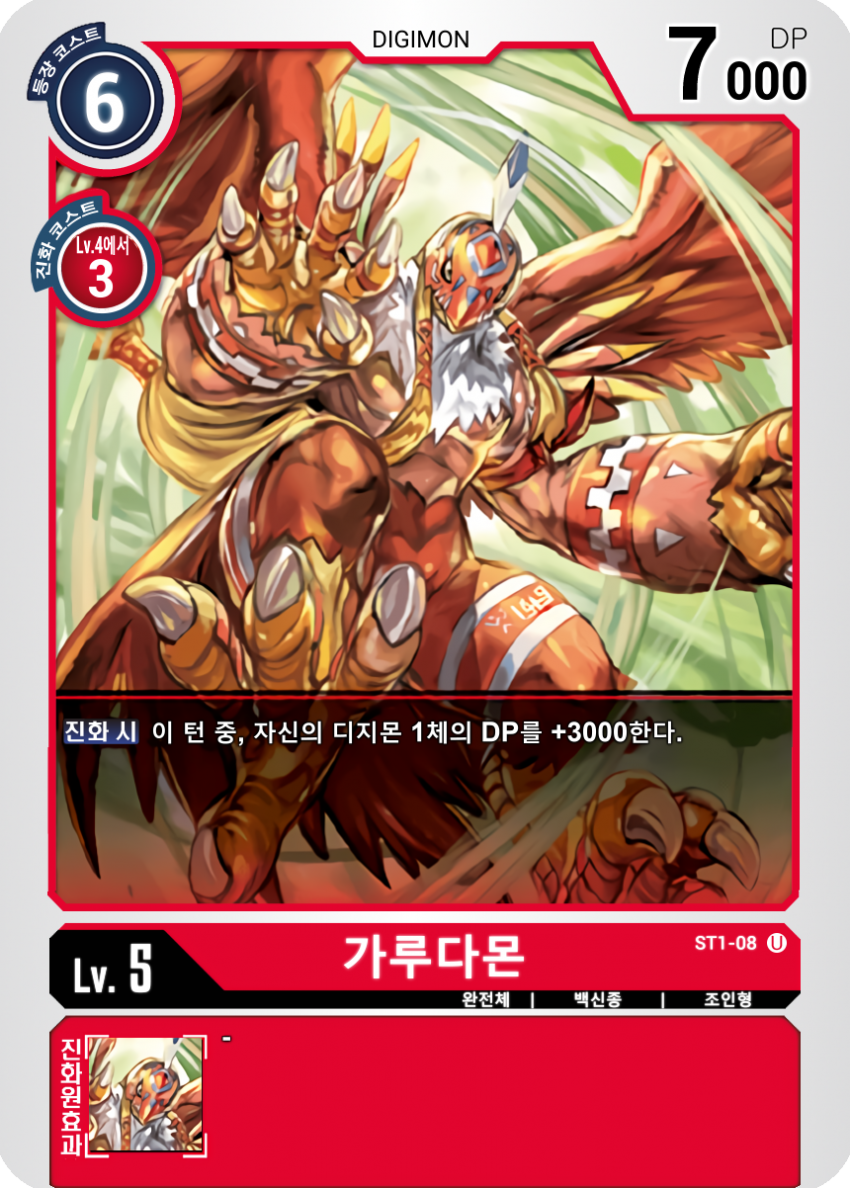 DIGIMON
등장 코스트
6
DP
7000
진화 코스트
Lv.4에서
3
진화 시 이 턴 중, 자신의 디지몬 1체의 DP를 +3000한다.
Lv. 5
가루다몬
ST1-08 U
완전체 | 백신종 | 조인형
진화원효과
-